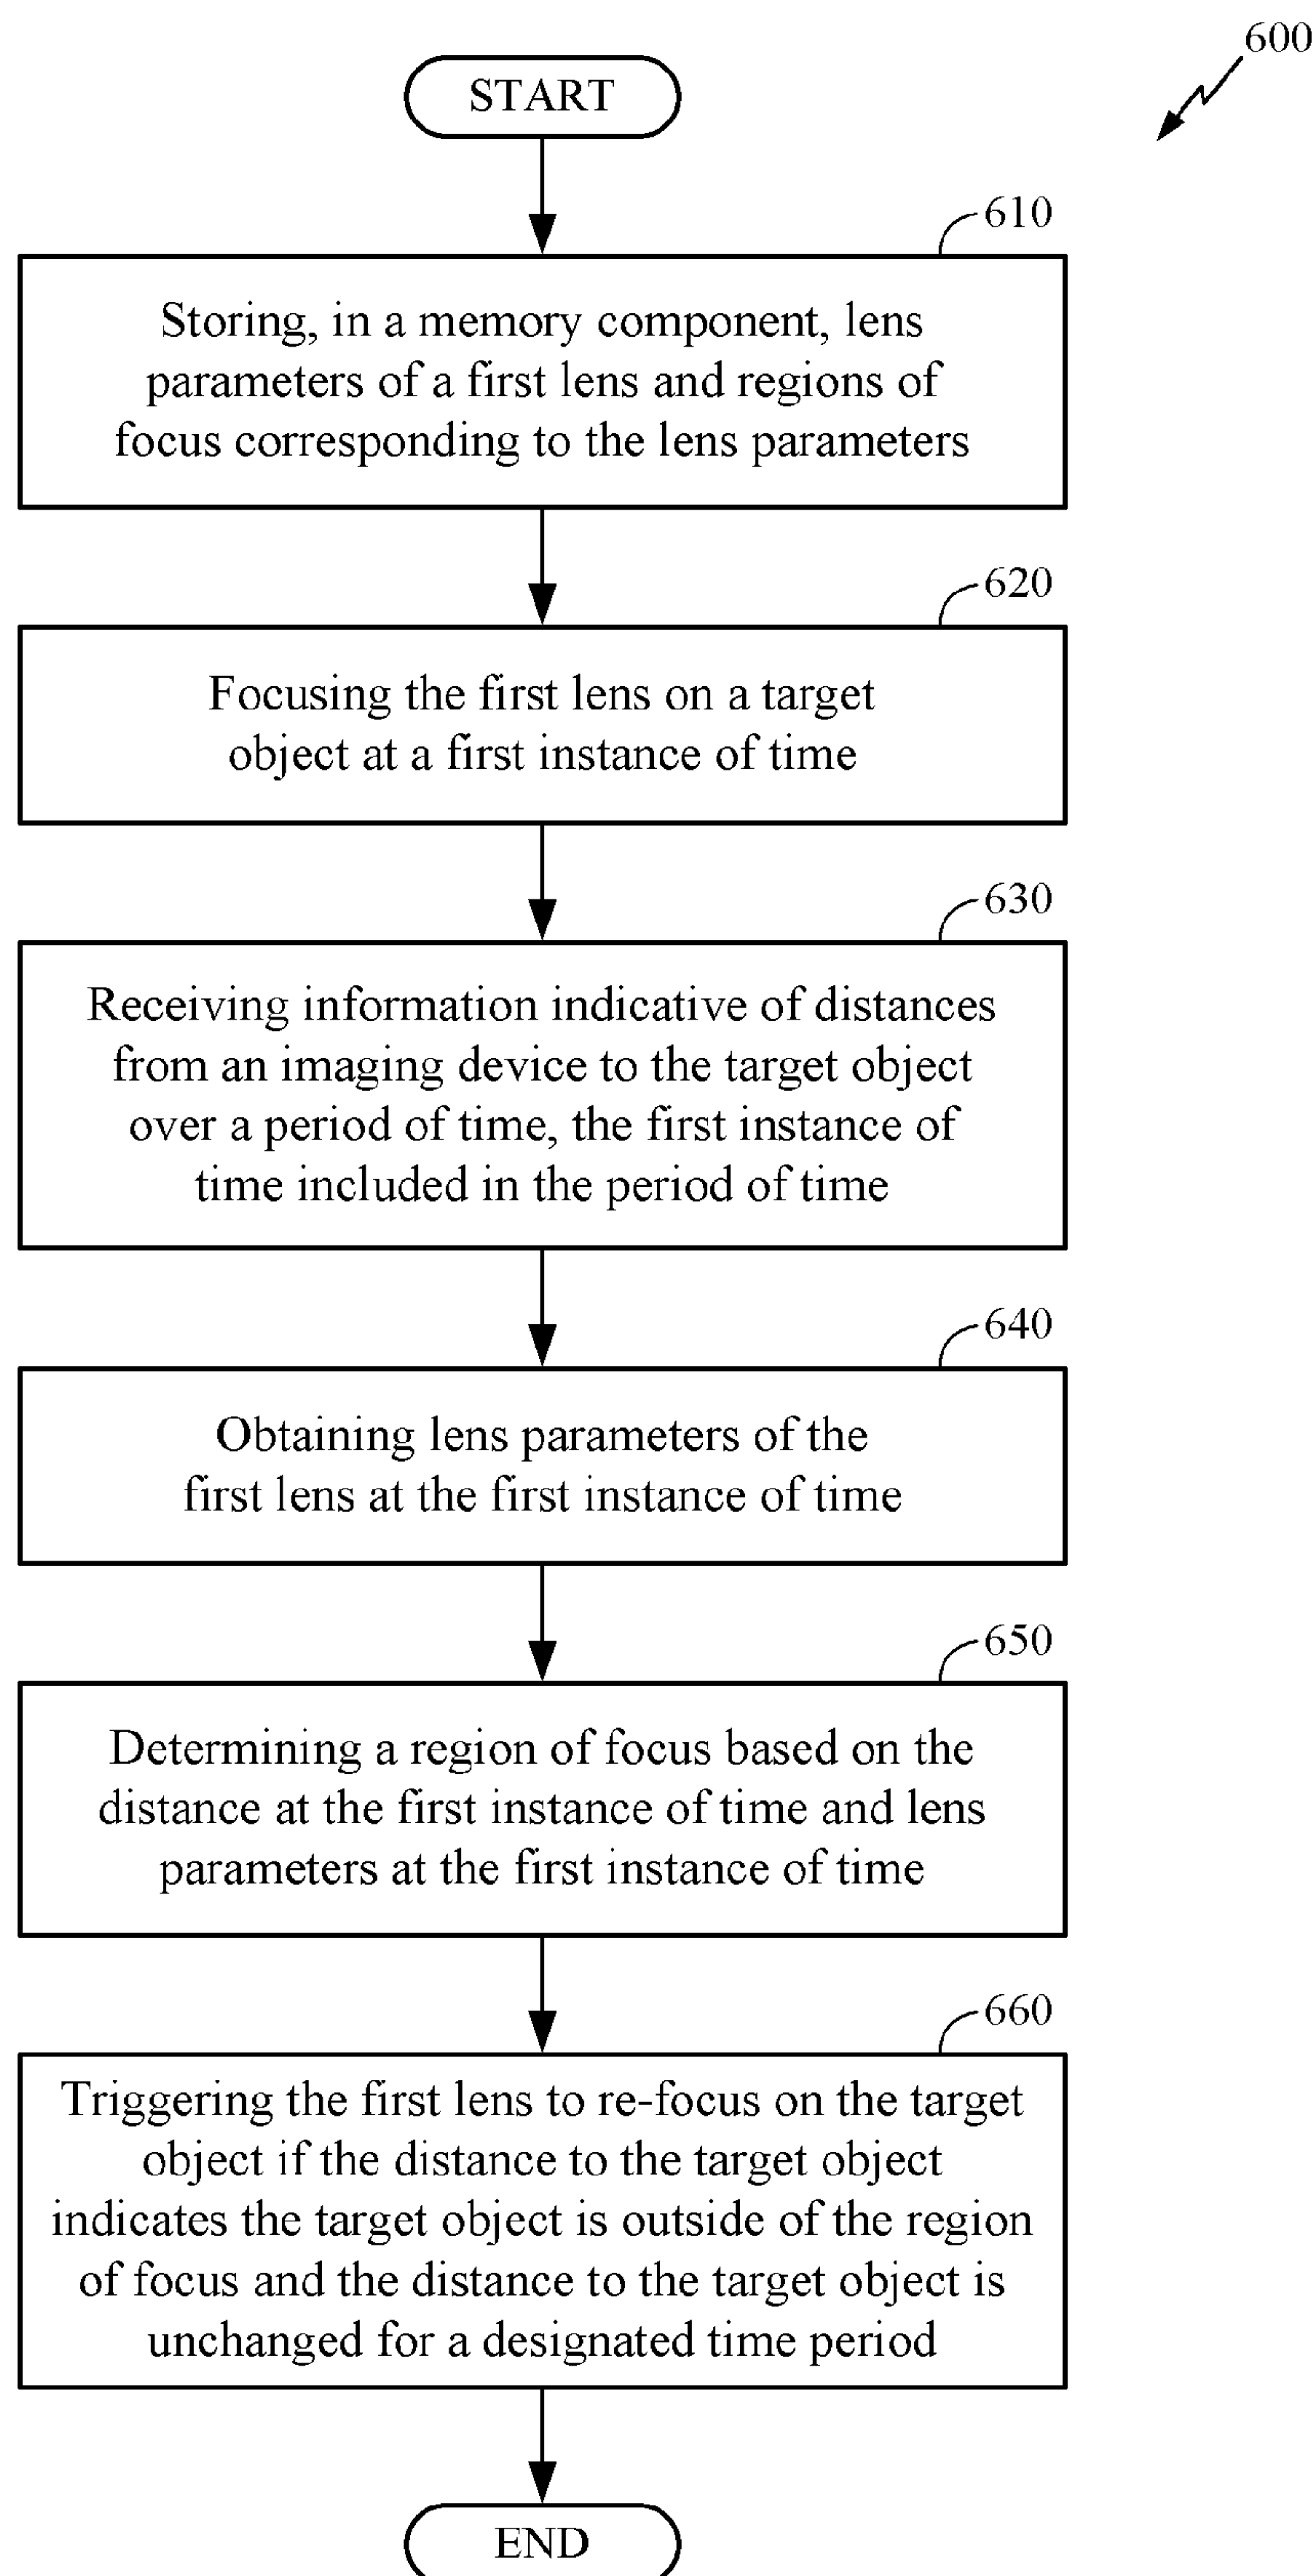 600
START
610
Storing, in a memory component, lens
parameters of a first lens and regions of
focus corresponding to the lens parameters
620
Focusing the first lens on a target
object at a first instance of time
630
Receiving information indicative of distances
from an imaging device to the target object
over a period of time, the first instance of
time included in the period of time
640
Obtaining lens parameters of the
first lens at the first instance of time
650
Determining a region of focus based on the
distance at the first instance of time and lens
parameters at the first instance of time
660
Triggering the first lens to re-focus on the target
object if the distance to the target object
indicates the target object is outside of the region
of focus and the distance to the target object is
unchanged for a designated time period
END